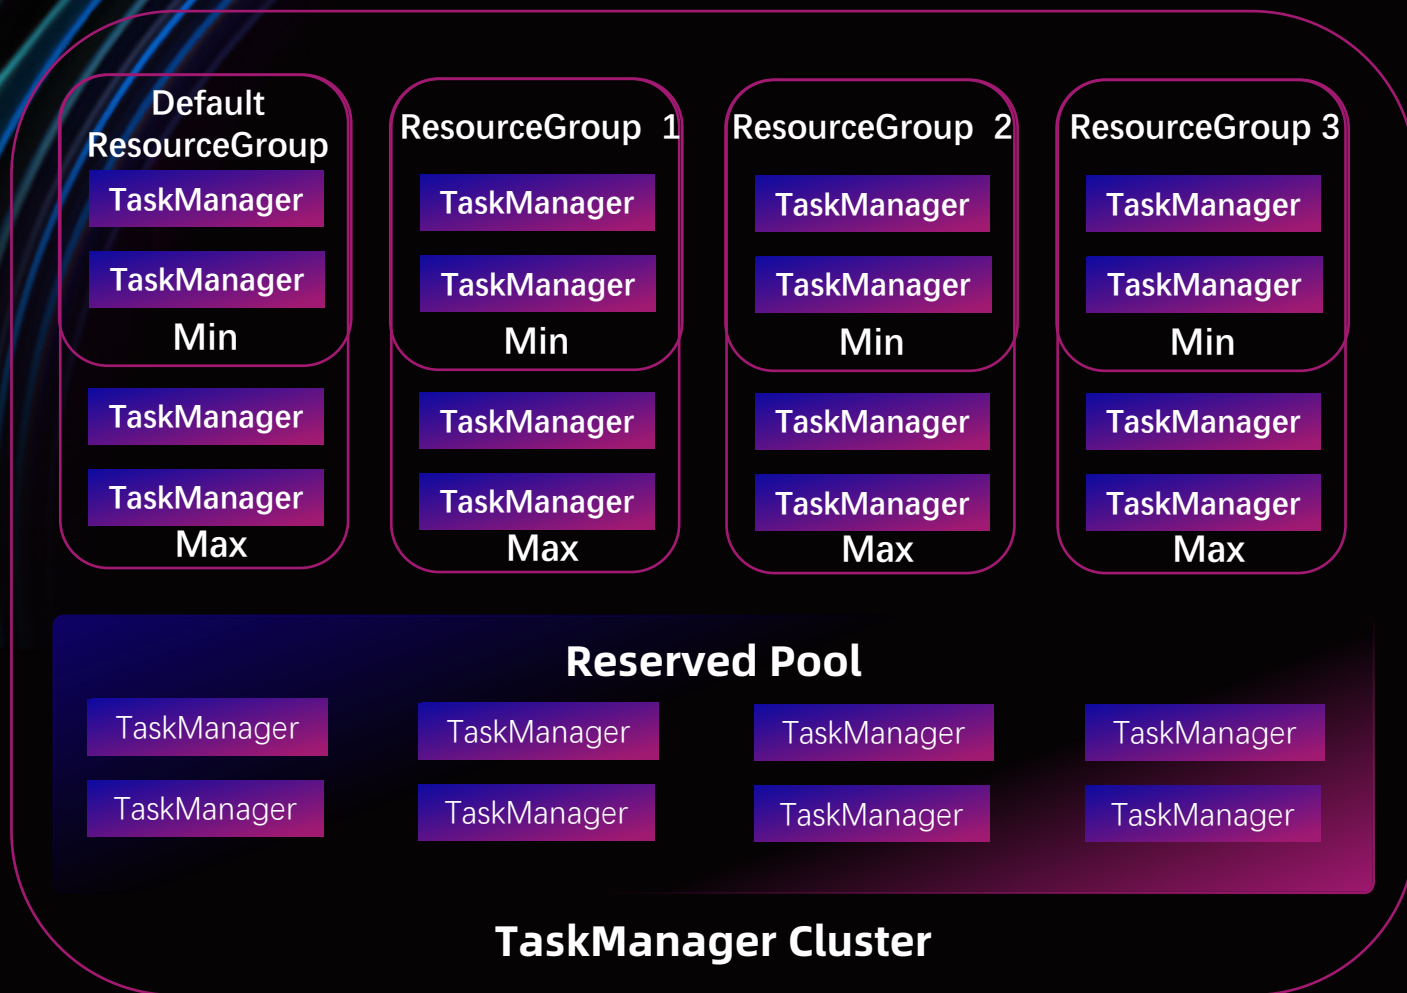 Default
ResourceGroup
TaskManager
TaskManager
Min
TaskManager
TaskManager
Max
ResourceGroup 1
TaskManager
TaskManager
Min
TaskManager
TaskManager
Max
ResourceGroup 2
TaskManager
TaskManager
Min
TaskManager
TaskManager
Max
ResourceGroup 3
TaskManager
TaskManager
Min
TaskManager
TaskManager
Max
Reserved Pool
TaskManager TaskManager TaskManager TaskManager
TaskManager TaskManager TaskManager TaskManager
TaskManager Cluster